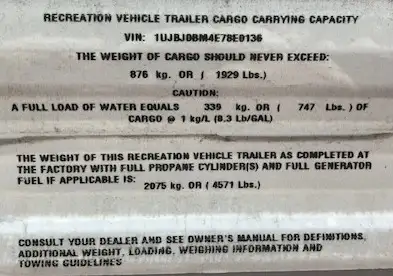 RECREATION VEHICLE TRAILER CARGO CARRYING CAPACITY
VIN: 1UJBJ0BM4E78E0136
THE WEIGHT OF CARGO SHOULD NEVER EXCEED:
876 kg. OR ( 1929 Lbs.)
CAUTION:
A FULL LOAD OF WATER EQUALS 339 kg. OR ( 747 Lbs. ) OF
CARGO @ 1 kg/L (8.3 Lb/GAL)
THE WEIGHT OF THIS RECREATION VEHICLE TRAILER AS COMPLETED AT
THE FACTORY WITH FULL PROPANE CYLINDER(S) AND FULL GENERATOR
FUEL IF APPLICABLE IS: 2075 kg. OR ( 4571 Lbs.)
CONSULT YOUR DEALER AND SEE OWNER'S MANUAL FOR DEFINITIONS,
ADDITIONAL WEIGHT, LOADING, WEIGHING INFORMATION AND
TOWING GUIDELINES